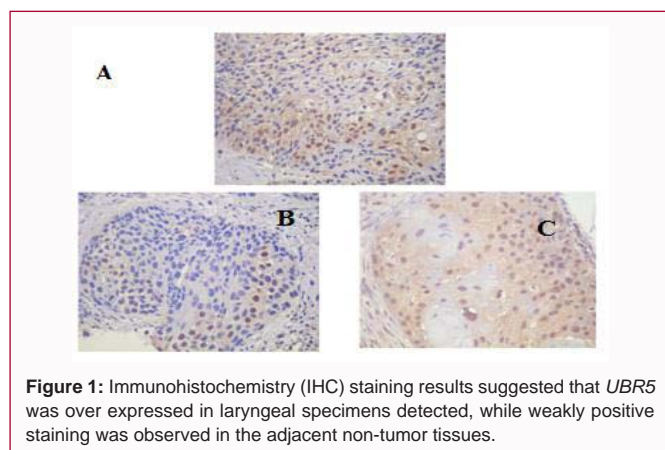 A
B
C
Figure 1: Immunohistochemistry (IHC) staining results suggested that UBR5
was over expressed in laryngeal specimens detected, while weakly positive
staining was observed in the adjacent non-tumor tissues.